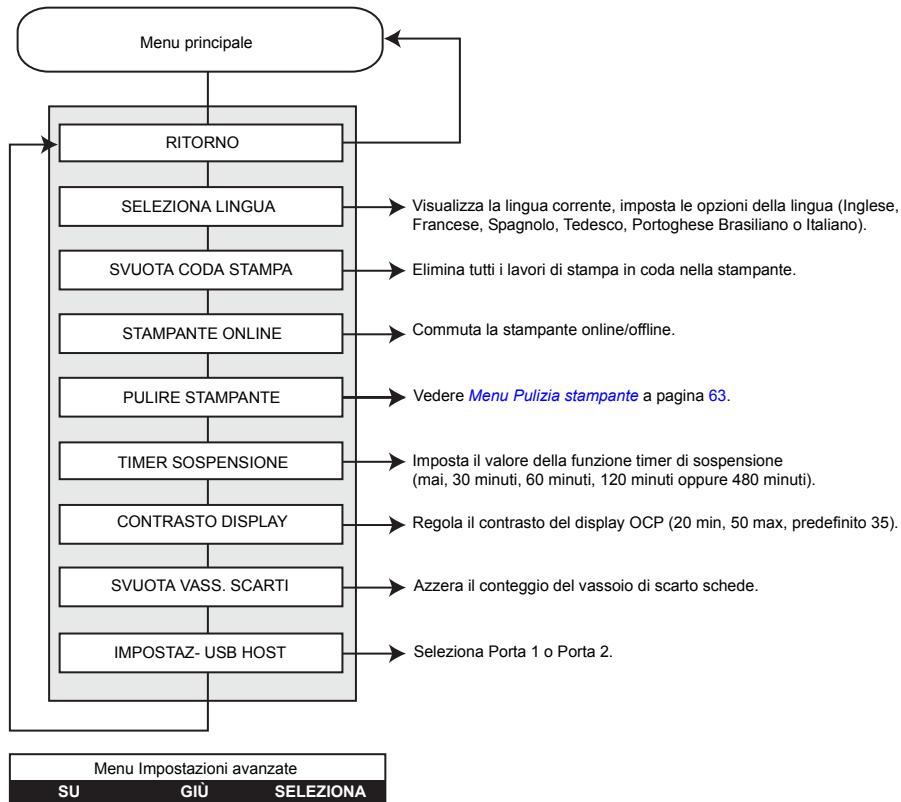 Menu principale
RITORNO
SELEZIONA LINGUA
Visualizza la lingua corrente, imposta le opzioni della lingua (Inglese,
Francese, Spagnolo, Tedesco, Portoghese Brasiliano o Italiano).
SVUOTA CODA STAMPA
Elimina tutti i lavori di stampa in coda nella stampante.
STAMPANTE ONLINE
Commuta la stampante online/offline.
PULIRE STAMPANTE
Vedere Menu Pulizia stampante a pagina 63.
TIMER SOSPENSIONE
Imposta il valore della funzione timer di sospensione
(mai, 30 minuti, 60 minuti, 120 minuti oppure 480 minuti).
CONTRASTO DISPLAY
Regola il contrasto del display OCP (20 min, 50 max, predefinito 35).
SVUOTA VASS. SCARTI
Azzera il conteggio del vassoio di scarto schede.
IMPOSTAZ- USB HOST
Seleziona Porta 1 o Porta 2.
Menu Impostazioni avanzate
SU GIÙ SELEZIONA